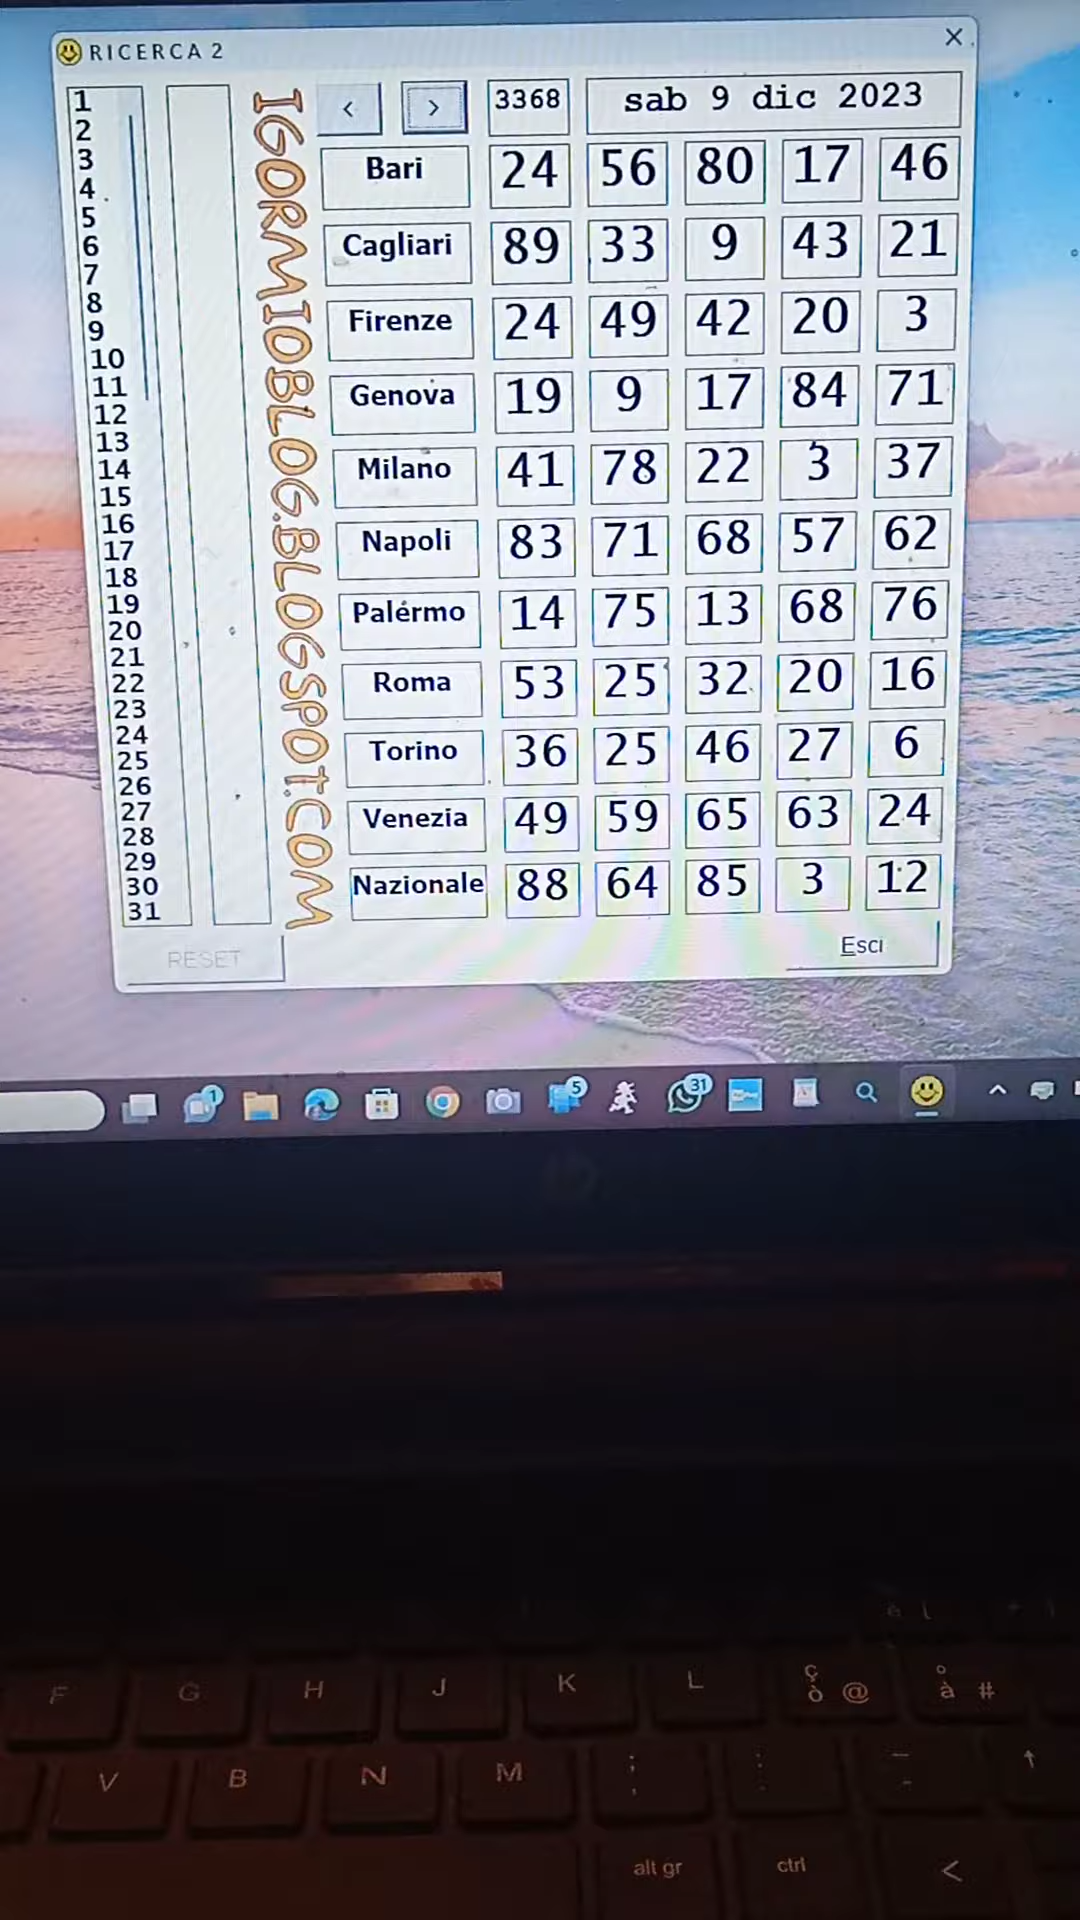 RICERCA 2
1
2
3
4
5
6
7
8
9
10
11
12
13
14
15
16
17
18
19
20
21
22
23
24
25
26
27
28
29
30
31
IGORMIOBLOG.BLOGSPOT.COM
< > 3368 sab 9 dic 2023
Bari 24 56 80 17 46
Cagliari 89 33 9 43 21
Firenze 24 49 42 20 3
Genova 19 9 17 84 71
Milano 41 78 22 3 37
Napoli 83 71 68 57 62
Palermo 14 75 13 68 76
Roma 53 25 32 20 16
Torino 36 25 46 27 6
Venezia 49 59 65 63 24
Nazionale 88 64 85 3 12
RESET
Esci
1 5 31
F G H J K L ç ò @ ° à #
V B N M ; , : . _ -
alt gr ctrl <